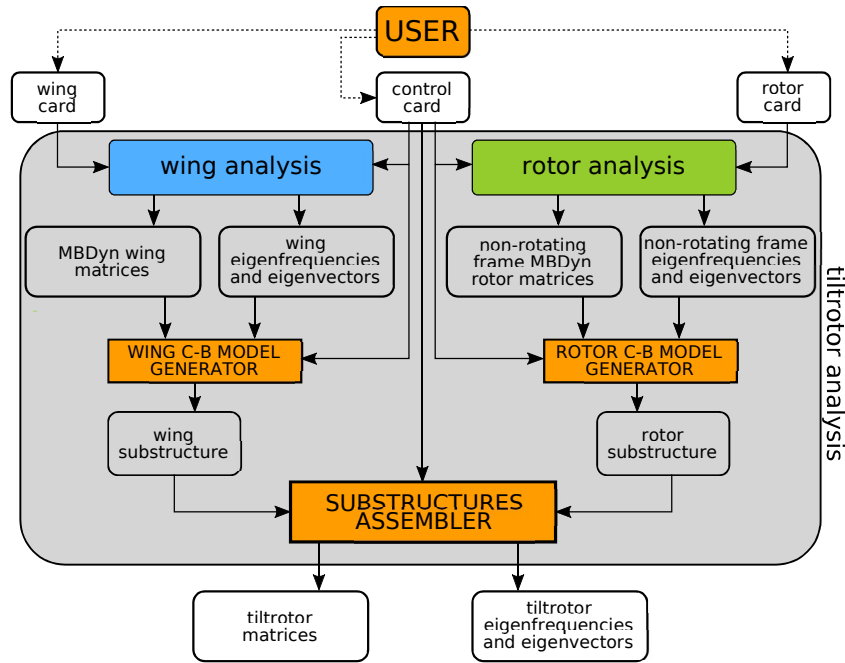 USER
wing
card
control
card
rotor
card
wing analysis
rotor analysis
MBDyn wing
matrices
wing
eigenfrequencies
and eigenvectors
non-rotating
frame MBDyn
rotor matrices
non-rotating frame
eigenfrequencies
and eigenvectors
tiltrotor analysis
WING C-B MODEL
GENERATOR
ROTOR C-B MODEL
GENERATOR
wing
substructure
rotor
substructure
SUBSTRUCTURES
ASSEMBLER
tiltrotor
matrices
tiltrotor
eigenfrequencies
and eigenvectors